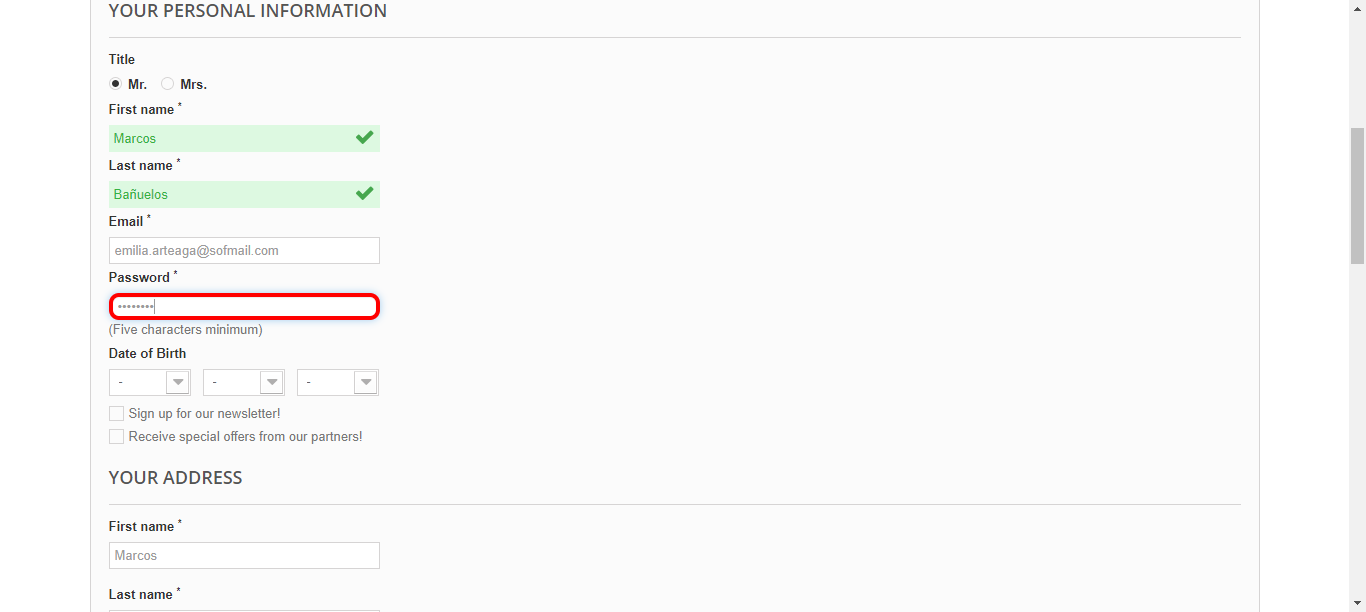 YOUR PERSONAL INFORMATION
Title
Mr. Mrs.
First name *
Marcos
Last name *
Bañuelos
Email *
emilia.arteaga@sofmail.com
Password *
••••••••
(Five characters minimum)
Date of Birth
- - -
Sign up for our newsletter!
Receive special offers from our partners!
YOUR ADDRESS
First name *
Marcos
Last name *